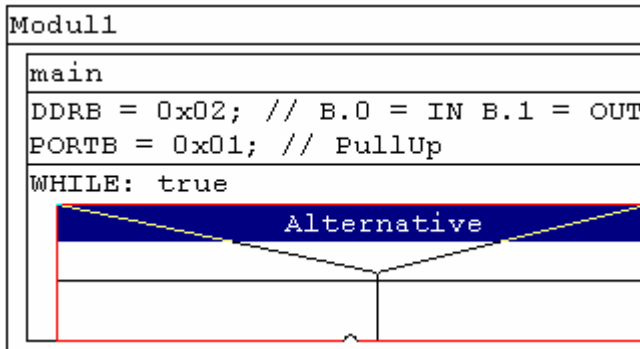 Modul1
main
DDRB = 0x02; // B.0 = IN B.1 = OUT
PORTB = 0x01; // PullUp
WHILE: true
Alternative